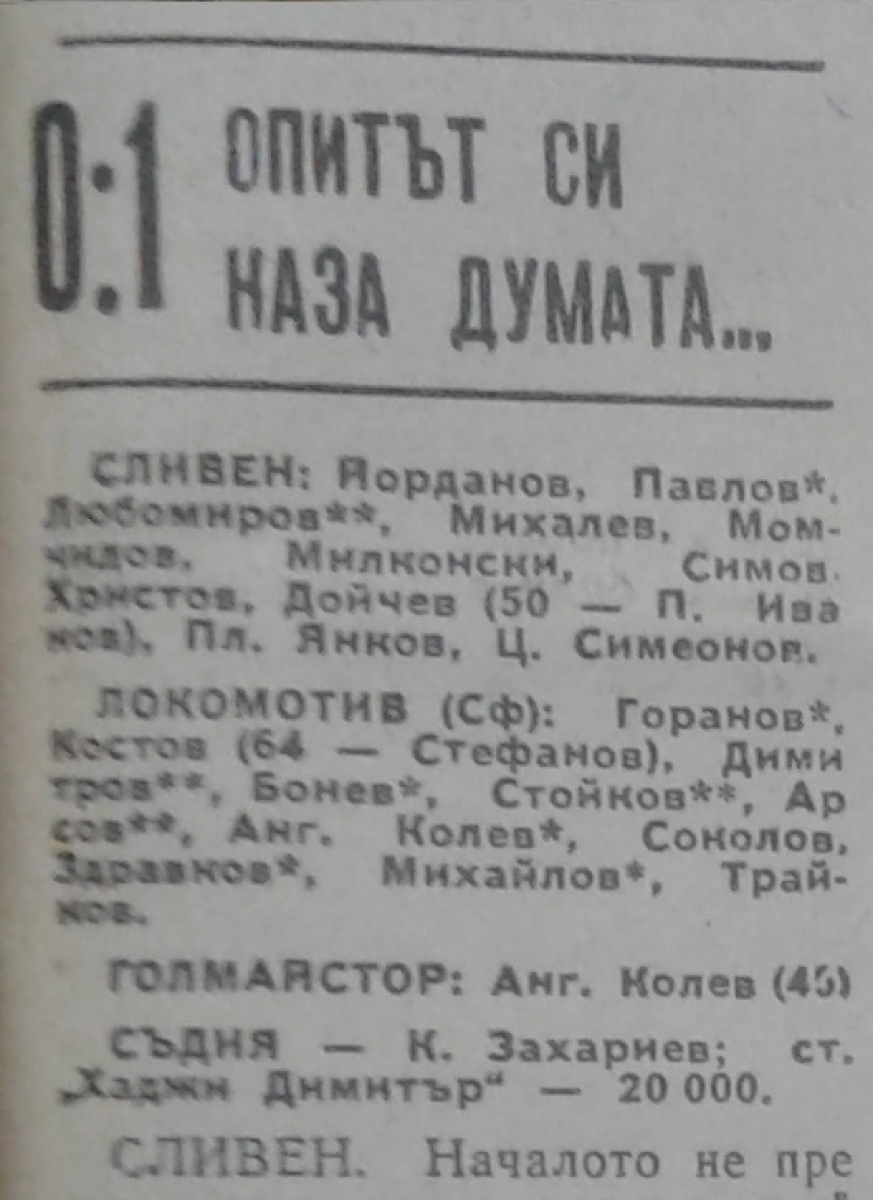 0:1 ОПИТЪТ СИ
НАЗА ДУМАТА...
СЛИВЕН: Йорданов, Павлов*,
Любомиров**, Михалев, Мом-
чилов, Милконски, Симов,
Христов, Дойчев (50 — П. Ива
нов), Пл. Янков, Ц. Симеонов.
ЛОКОМОТИВ (Сф): Горанов*,
Костов (64 — Стефанов), Дими
тров**, Бонев*, Стойков**, Ар
сов**, Анг. Колев*, Соколов,
Здравков*, Михайлов*, Трай-
ков.
ГОЛМАЙСТОР: Анг. Колев
СЪДИЯ — К. Захариев; ст.
„Хаджи Димитър“ — 20 000.
СЛИВЕН. Началото не пре